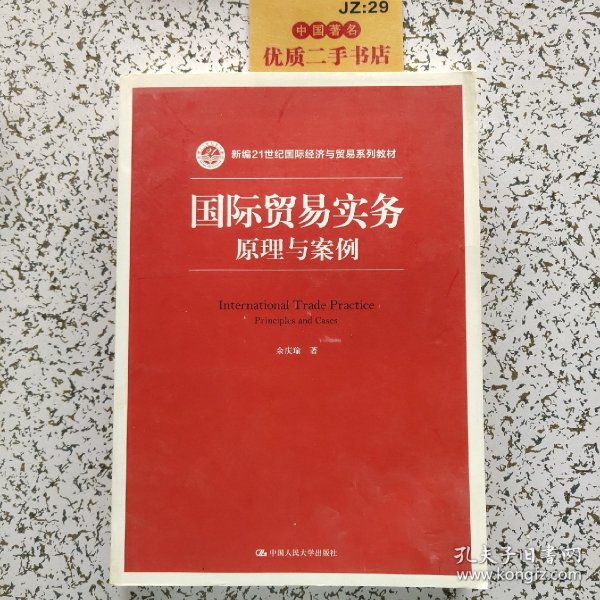 JZ:29
中国著名
优质二手书店
新编21世纪国际经济与贸易系列教材
国际贸易实务
原理与案例
International Trade Practice
Principles and Cases
余庆瑜 著
中国人民大学出版社
孔夫子旧书网
www.kongfz.com